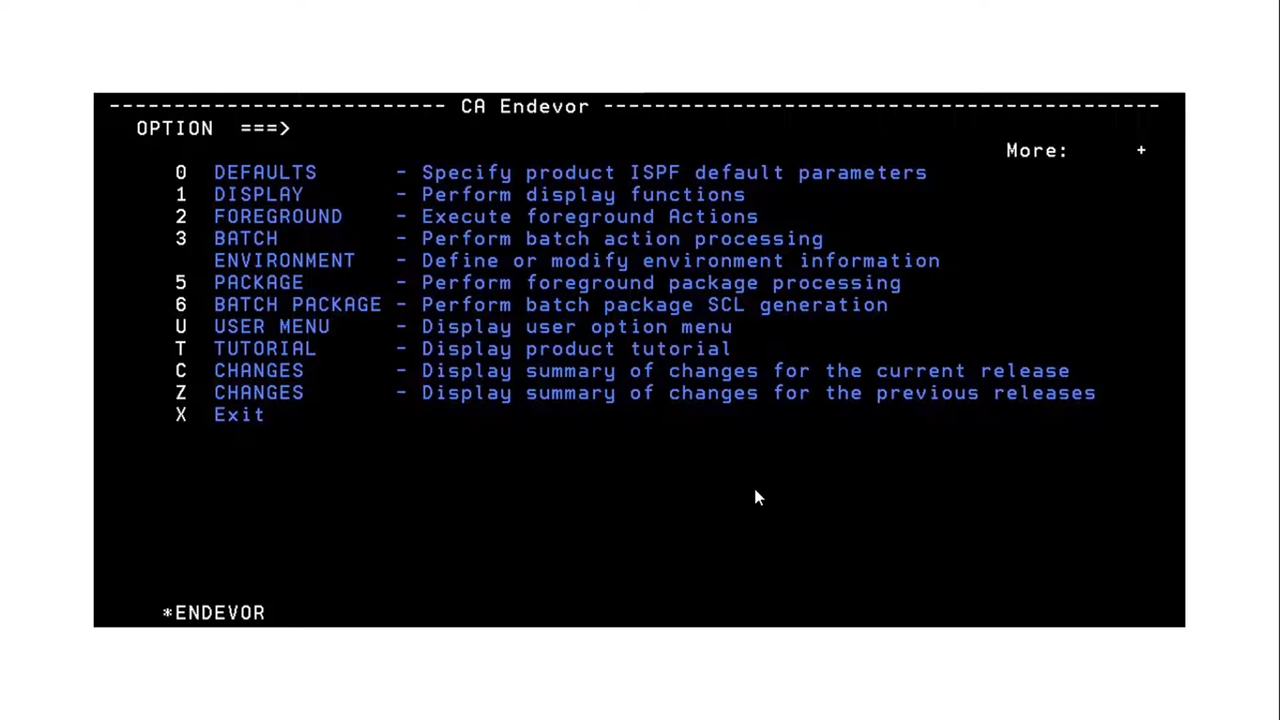 -------------------------- CA Endevor -------------------------------------------
OPTION ===>
More: +
0 DEFAULTS - Specify product ISPF default parameters
1 DISPLAY - Perform display functions
2 FOREGROUND - Execute foreground Actions
3 BATCH - Perform batch action processing
ENVIRONMENT - Define or modify environment information
5 PACKAGE - Perform foreground package processing
6 BATCH PACKAGE - Perform batch package SCL generation
U USER MENU - Display user option menu
T TUTORIAL - Display product tutorial
C CHANGES - Display summary of changes for the current release
Z CHANGES - Display summary of changes for the previous releases
X Exit
*ENDEVOR